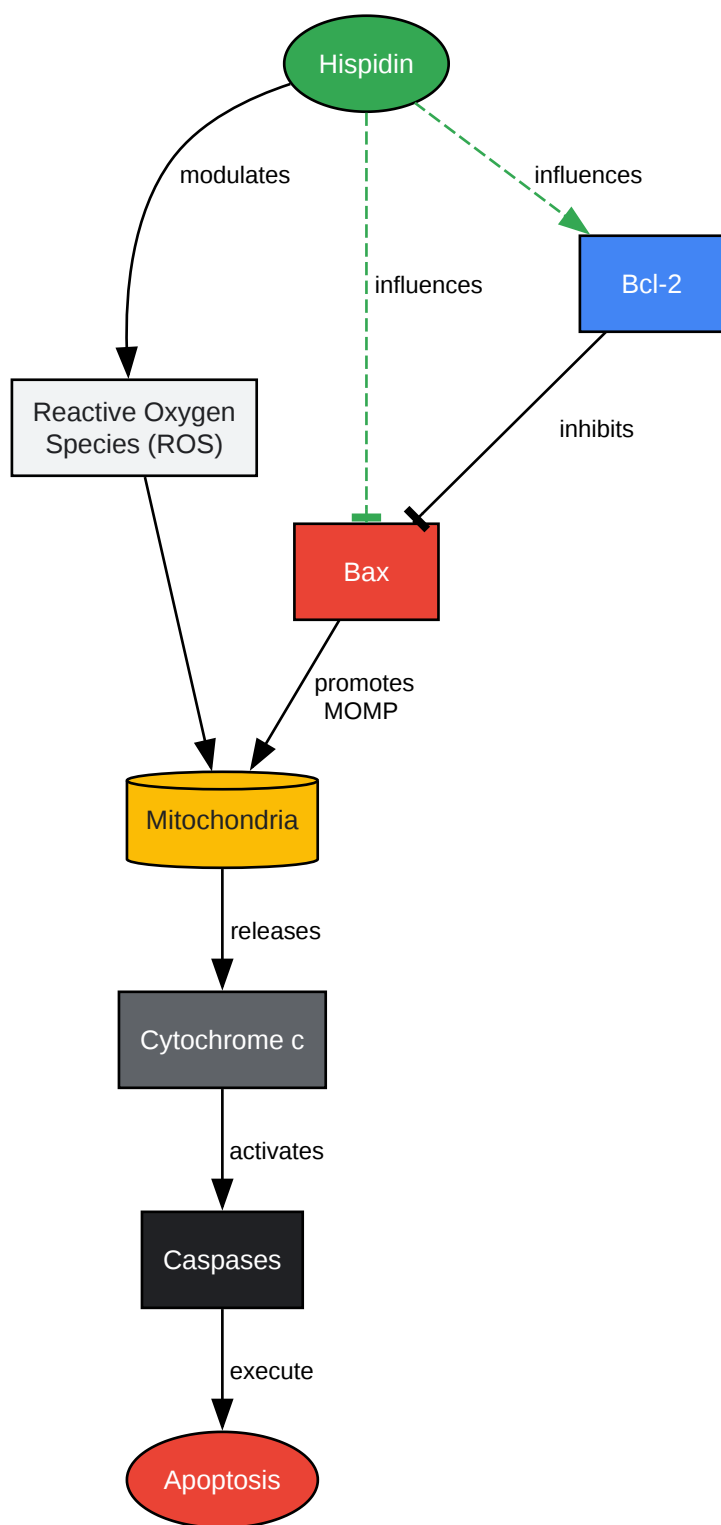 Hispidin
modulates
influences
influences
Bcl-2
Reactive Oxygen
Species (ROS)
inhibits
Bax
promotes
MOMP
Mitochondria
releases
Cytochrome c
activates
Caspases
execute
Apoptosis